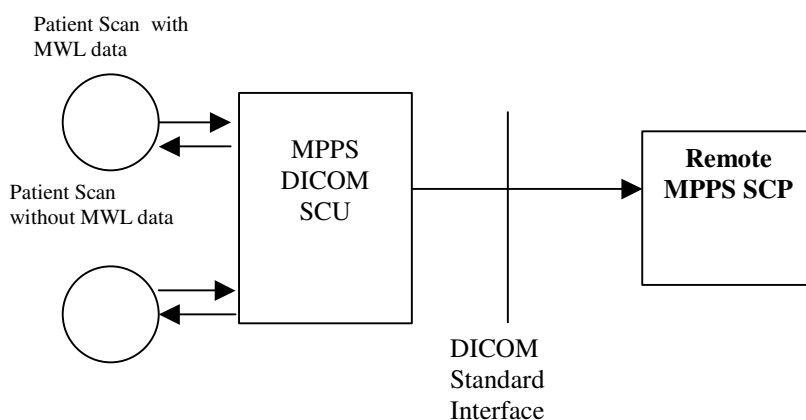 Patient Scan with
MWL data
Patient Scan
without MWL data
MPPS
DICOM
SCU
DICOM
Standard
Interface
Remote
MPPS SCP